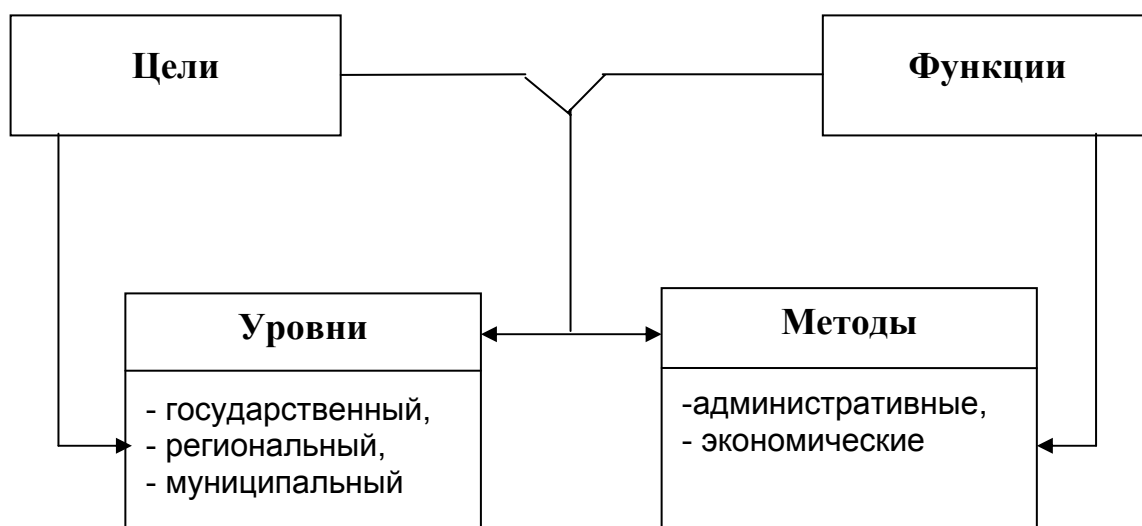 Цели
Функции
Уровни
- государственный,
- региональный,
- муниципальный
Методы
-административные,
- экономические